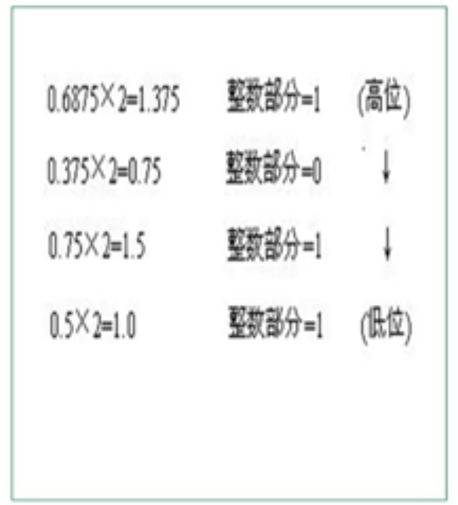 0.6875×2=1.375 整数部分=1 (高位)
0.375×2=0.75 整数部分=0 ↓
0.75×2=1.5 整数部分=1 ↓
0.5×2=1.0 整数部分=1 (低位)